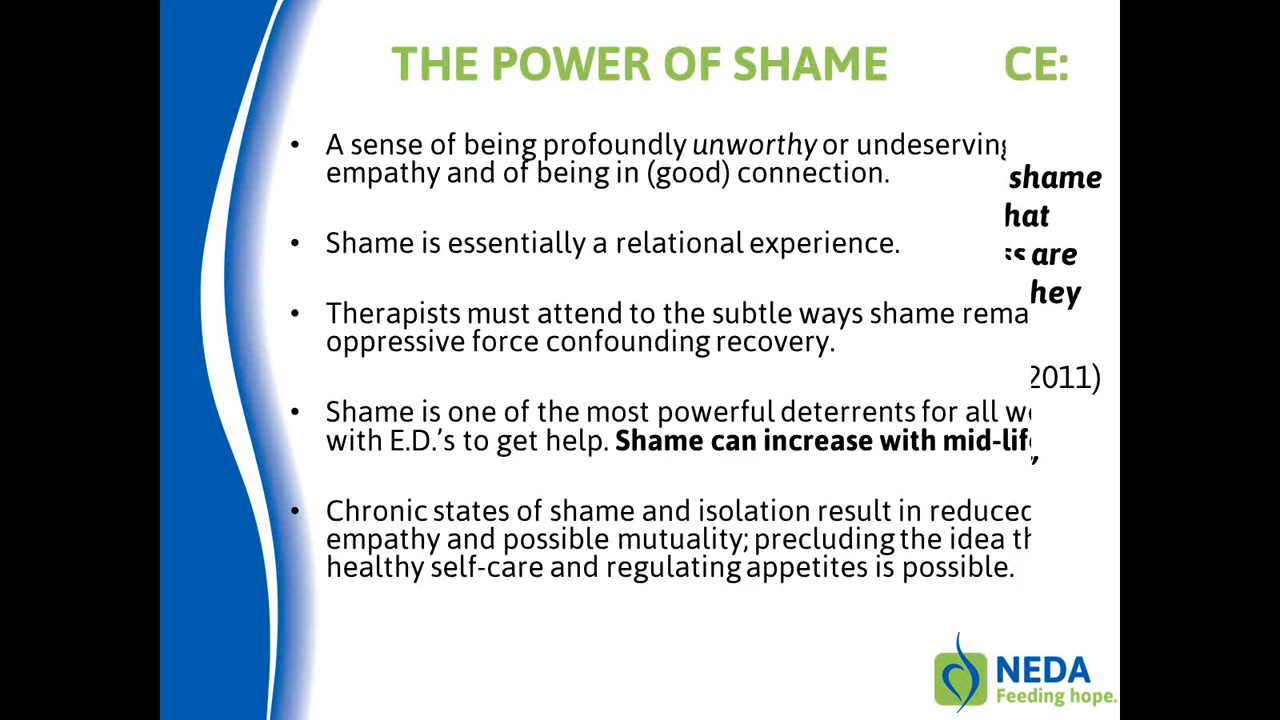 THE POWER OF SHAME CE:
• A sense of being profoundly unworthy or undeserving
shame
empathy and of being in (good) connection.
hat
• Shame is essentially a relational experience.
are
hey
• Therapists must attend to the subtle ways shame rema
oppressive force confounding recovery.
2011)
• Shame is one of the most powerful deterrents for all w
with E.D.'s to get help. Shame can increase with mid-lif
• Chronic states of shame and isolation result in reduced
empathy and possible mutuality; precluding the idea th
healthy self-care and regulating appetites is possible.
NEDA
Feeding hope.